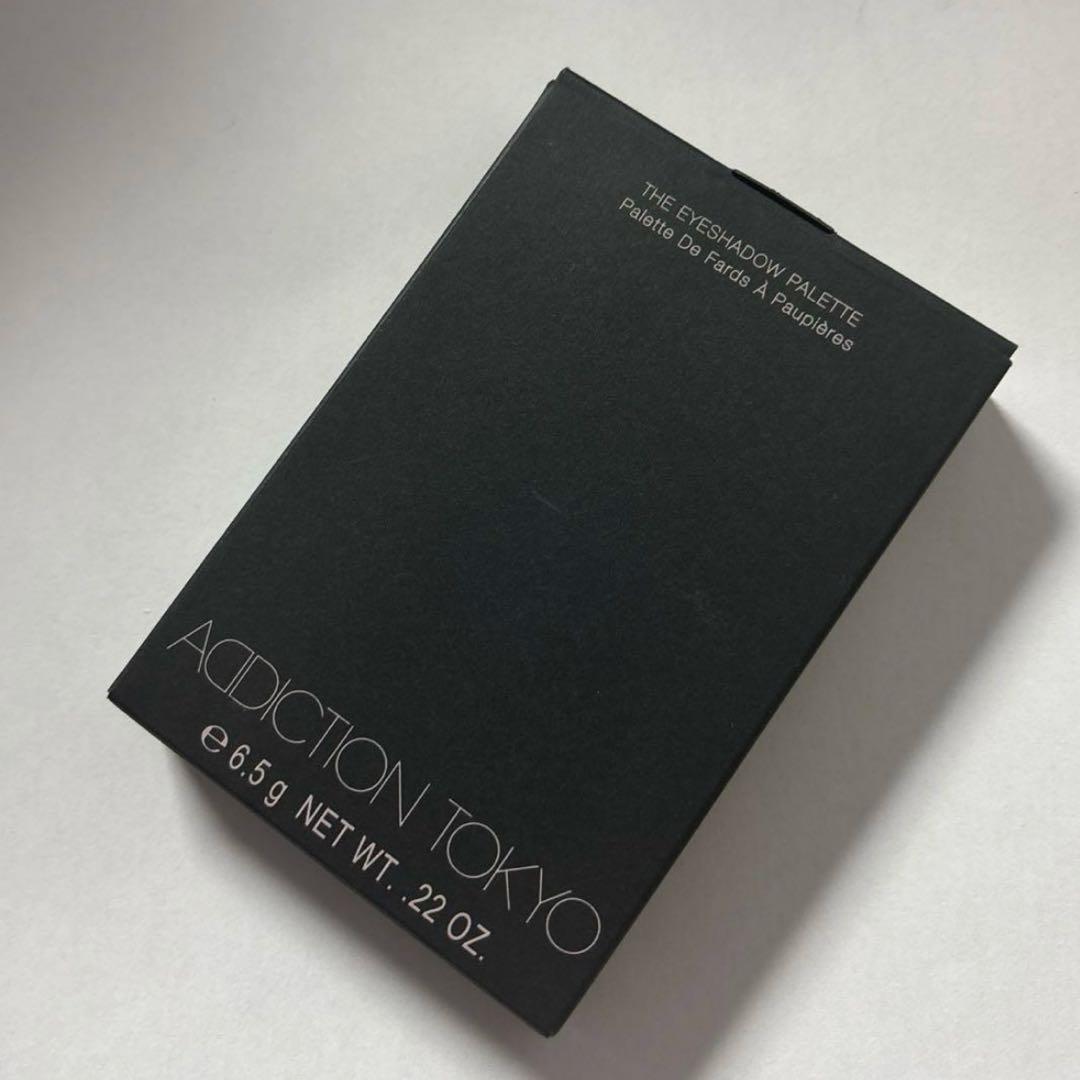 THE EYESHADOW PALETTE
Palette De Fards À Paupières
ADDICTION TOKYO
℮ 6.5 g NET WT. .22 OZ.